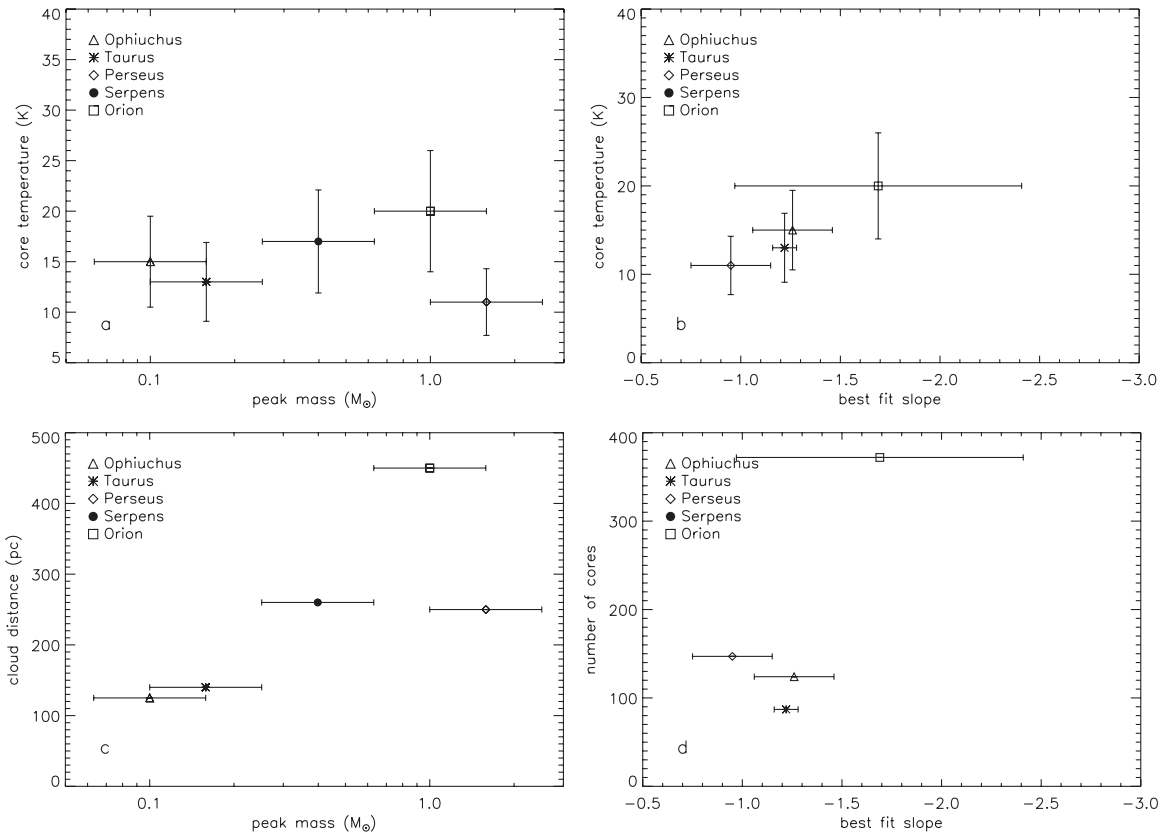 40
35
30
25
20
15
10
5
core temperature (K)
△ Ophiuchus
✳ Taurus
◇ Perseus
● Serpens
□ Orion
a
0.1 1.0
peak mass (M⊙)
40
30
20
10
0
core temperature (K)
△ Ophiuchus
✳ Taurus
◇ Perseus
● Serpens
□ Orion
b
−0.5 −1.0 −1.5 −2.0 −2.5 −3.0
best fit slope
500
400
300
200
100
0
cloud distance (pc)
△ Ophiuchus
✳ Taurus
◇ Perseus
● Serpens
□ Orion
c
0.1 1.0
peak mass (M⊙)
400
300
200
100
0
number of cores
△ Ophiuchus
✳ Taurus
◇ Perseus
● Serpens
□ Orion
d
−0.5 −1.0 −1.5 −2.0 −2.5 −3.0
best fit slope